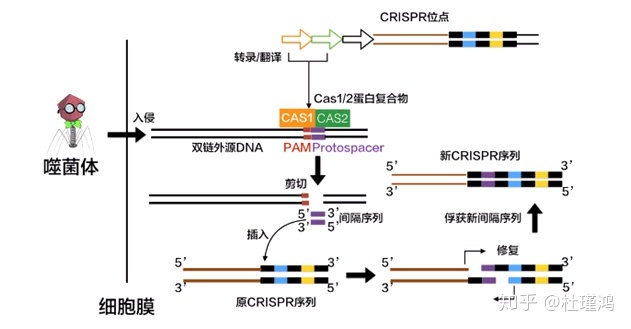 CRISPR位点
转录/翻译
Cas1/2蛋白复合物
CAS1 CAS2
入侵
噬菌体
双链外源DNA
PAMProtospacer
剪切
5’ 3’
3’ 5’
间隔序列
插入
5’ 3’
3’ 5’
原CRISPR序列
细胞膜
新CRISPR序列
5’ 3’
3’ 5’
俘获新间隔序列
修复
5’ 3’
3’ 5’
知乎 @杜瑾鸿